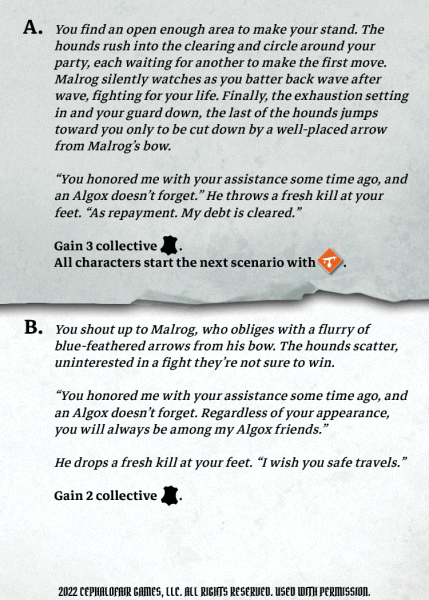 A. You find an open enough area to make your stand. The
hounds rush into the clearing and circle around your
party, each waiting for another to make the first move.
Malrog silently watches as you batter back wave after
wave, fighting for your life. Finally, the exhaustion setting
in and your guard down, the last of the hounds jumps
toward you only to be cut down by a well-placed arrow
from Malrog’s bow.
“You honored me with your assistance some time ago, and
an Algox doesn’t forget.” He throws a fresh kill at your
feet. “As repayment. My debt is cleared.”
Gain 3 collective .
All characters start the next scenario with .
B. You shout up to Malrog, who obliges with a flurry of
blue-feathered arrows from his bow. The hounds scatter,
uninterested in a fight they’re not sure to win.
“You honored me with your assistance some time ago, and
an Algox doesn’t forget. Regardless of your appearance,
you will always be among my Algox friends.”
He drops a fresh kill at your feet. “I wish you safe travels.”
Gain 2 collective .
2022 CEPHALOFAIR GAMES, LLC. ALL RIGHTS RESERVED. USED WITH PERMISSION.